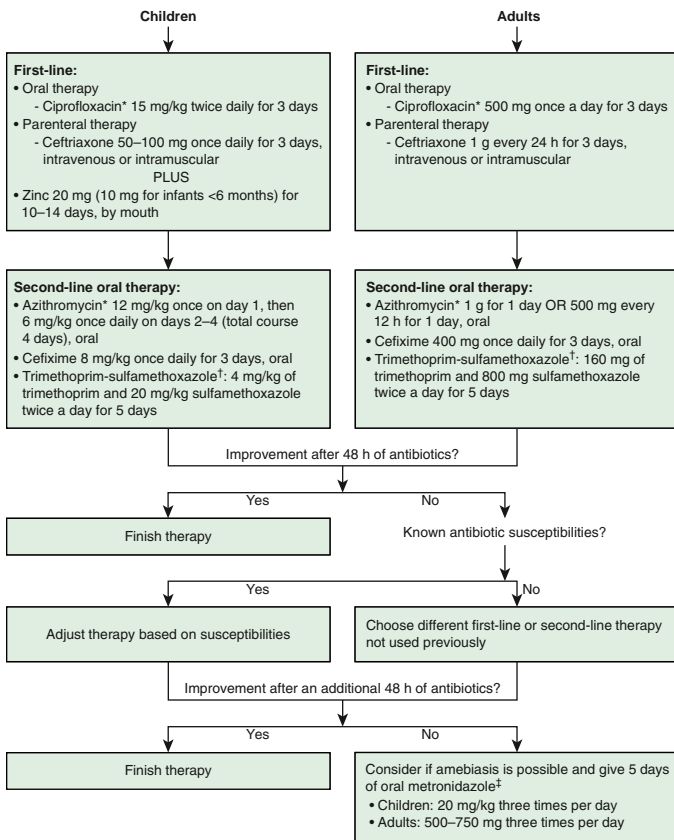 Children
First-line:
• Oral therapy
- Ciprofloxacin* 15 mg/kg twice daily for 3 days
• Parenteral therapy
- Ceftriaxone 50–100 mg once daily for 3 days,
intravenous or intramuscular
PLUS
• Zinc 20 mg (10 mg for infants <6 months) for
10–14 days, by mouth
Adults
First-line:
• Oral therapy
- Ciprofloxacin* 500 mg once a day for 3 days
• Parenteral therapy
- Ceftriaxone 1 g every 24 h for 3 days,
intravenous or intramuscular
Second-line oral therapy:
• Azithromycin* 12 mg/kg once on day 1, then
6 mg/kg once daily on days 2–4 (total course
4 days), oral
• Cefixime 8 mg/kg once daily for 3 days, oral
• Trimethoprim-sulfamethoxazole†: 4 mg/kg of
trimethoprim and 20 mg/kg sulfamethoxazole
twice a day for 5 days
Second-line oral therapy:
• Azithromycin* 1 g for 1 day OR 500 mg every
12 h for 1 day, oral
• Cefixime 400 mg once daily for 3 days, oral
• Trimethoprim-sulfamethoxazole†: 160 mg of
trimethoprim and 800 mg sulfamethoxazole
twice a day for 5 days
Improvement after 48 h of antibiotics?
Yes
No
Finish therapy
Known antibiotic susceptibilities?
Yes
No
Adjust therapy based on susceptibilities
Choose different first-line or second-line therapy
not used previously
Improvement after an additional 48 h of antibiotics?
Yes
No
Finish therapy
Consider if amebiasis is possible and give 5 days
of oral metronidazole‡
• Children: 20 mg/kg three times per day
• Adults: 500–750 mg three times per day